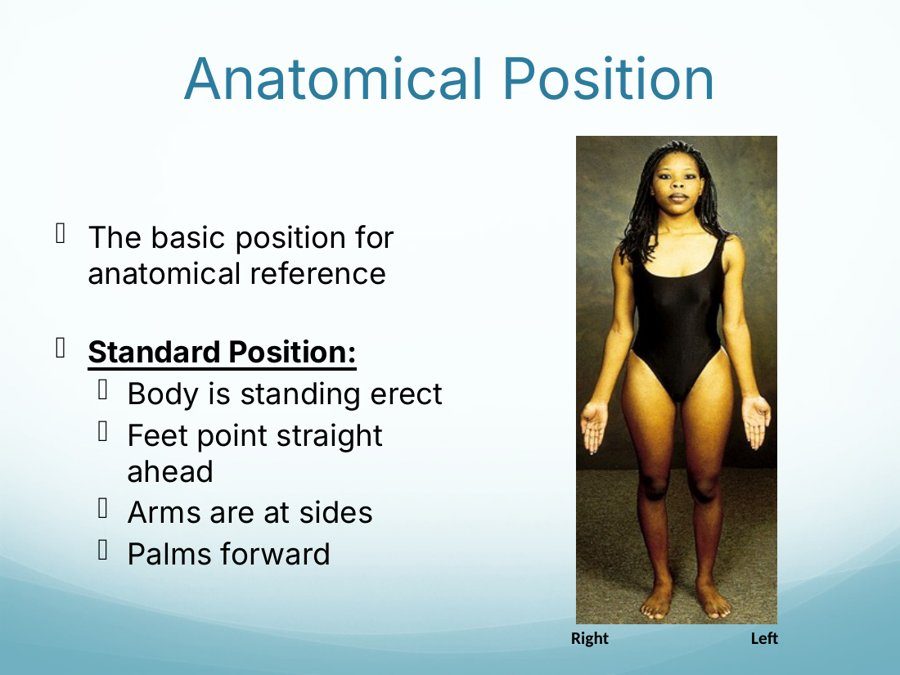 Anatomical Position
The basic position for
anatomical reference
Standard Position:
Body is standing erect
Feet point straight
ahead
Arms are at sides
Palms forward
Right Left